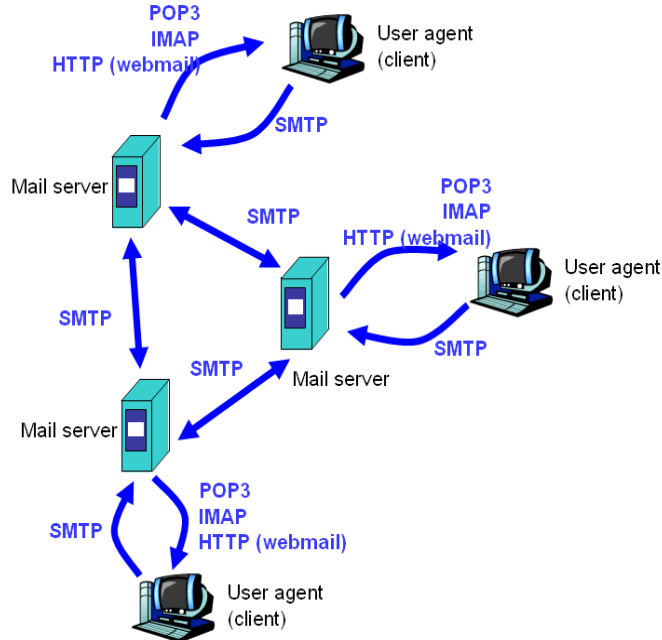 POP3
IMAP
HTTP (webmail)
User agent
(client)
SMTP
Mail server
SMTP
POP3
IMAP
HTTP (webmail)
User agent
(client)
SMTP
SMTP
SMTP
Mail server
Mail server
POP3
IMAP
HTTP (webmail)
SMTP
User agent
(client)